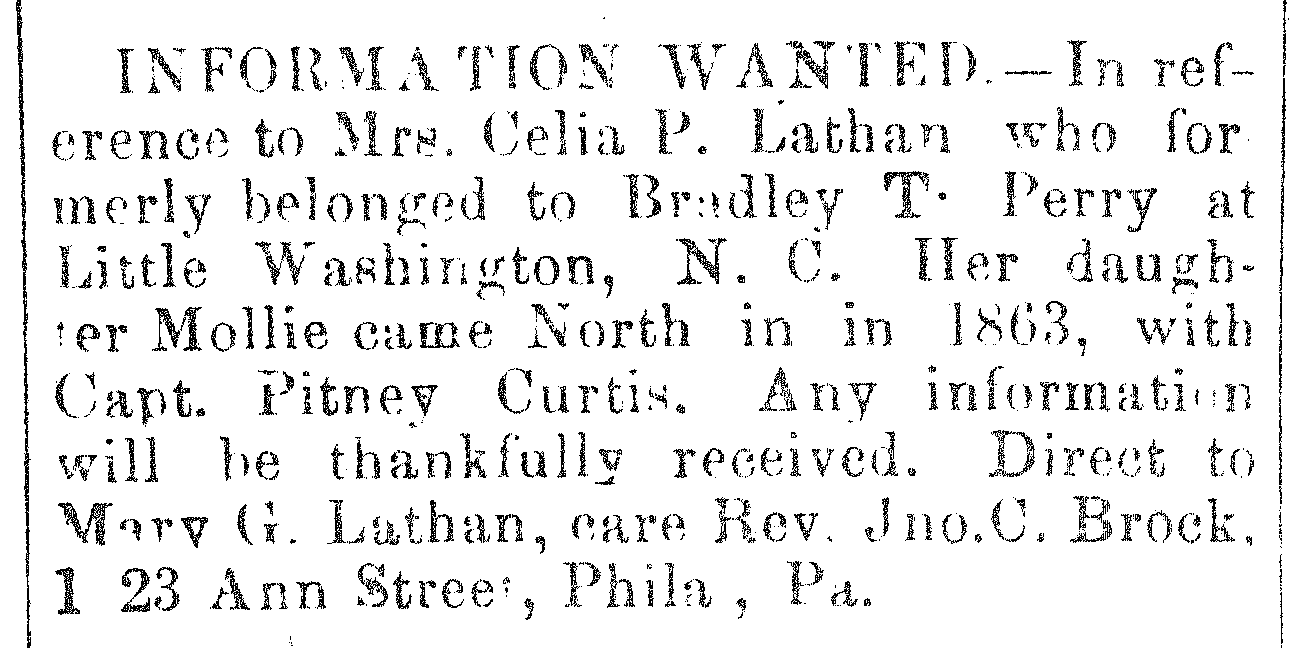 INFORMATION WANTED.—In ref-
erence to Mrs. Celia P. Lathan who for
merly belonged to Bradley T. Perry at
Little Washington, N. C. Her daugh-
ter Mollie came North in in 1863, with
Capt. Pitney Curtis. Any information
will be thankfully received. Direct to
Mary G. Lathan, care Rev. Jno.C. Brock,
1 23 Ann Street, Phila , Pa.